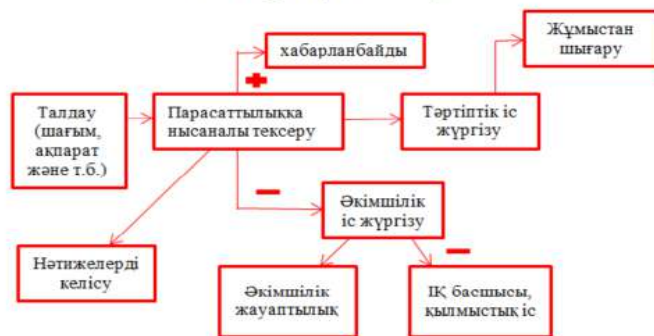 хабарланбайды
Жұмыстан
шығару
Талдау
(шағым,
ақпарат
және т.б.)
Парасаттылыққа
нысаналы тексеру
Тәртіптік іс
жүргізу
Әкімшілік
іс жүргізу
Нәтижелерді
келісу
Әкімшілік
жауаптылық
ІҚ басшысы,
қылмыстық іс